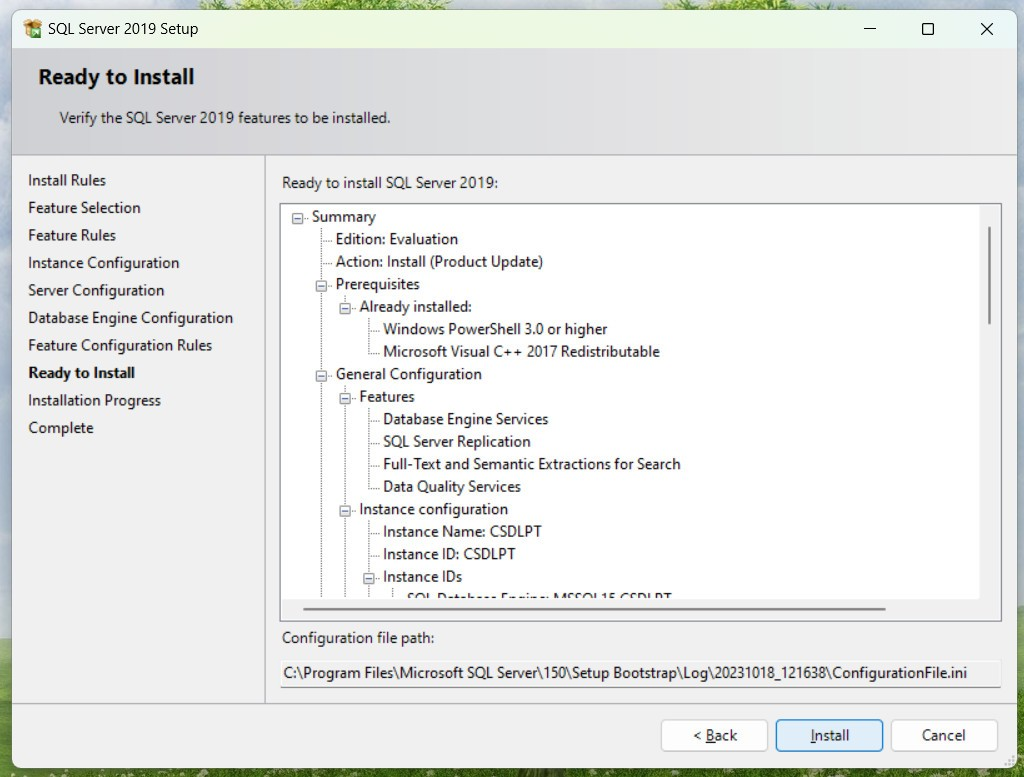 SQL Server 2019 Setup
Ready to Install
Verify the SQL Server 2019 features to be installed.
Install Rules
Feature Selection
Feature Rules
Instance Configuration
Server Configuration
Database Engine Configuration
Feature Configuration Rules
Ready to Install
Installation Progress
Complete
Ready to install SQL Server 2019:
Summary
Edition: Evaluation
Action: Install (Product Update)
Prerequisites
Already installed:
Windows PowerShell 3.0 or higher
Microsoft Visual C++ 2017 Redistributable
General Configuration
Features
Database Engine Services
SQL Server Replication
Full-Text and Semantic Extractions for Search
Data Quality Services
Instance configuration
Instance Name: CSDLPT
Instance ID: CSDLPT
Instance IDs
SQL Database Engine: MSSQL15.CSDLPT
Configuration file path:
C:\Program Files\Microsoft SQL Server\150\Setup Bootstrap\Log\20231018_121638\ConfigurationFile.ini
< Back
Install
Cancel